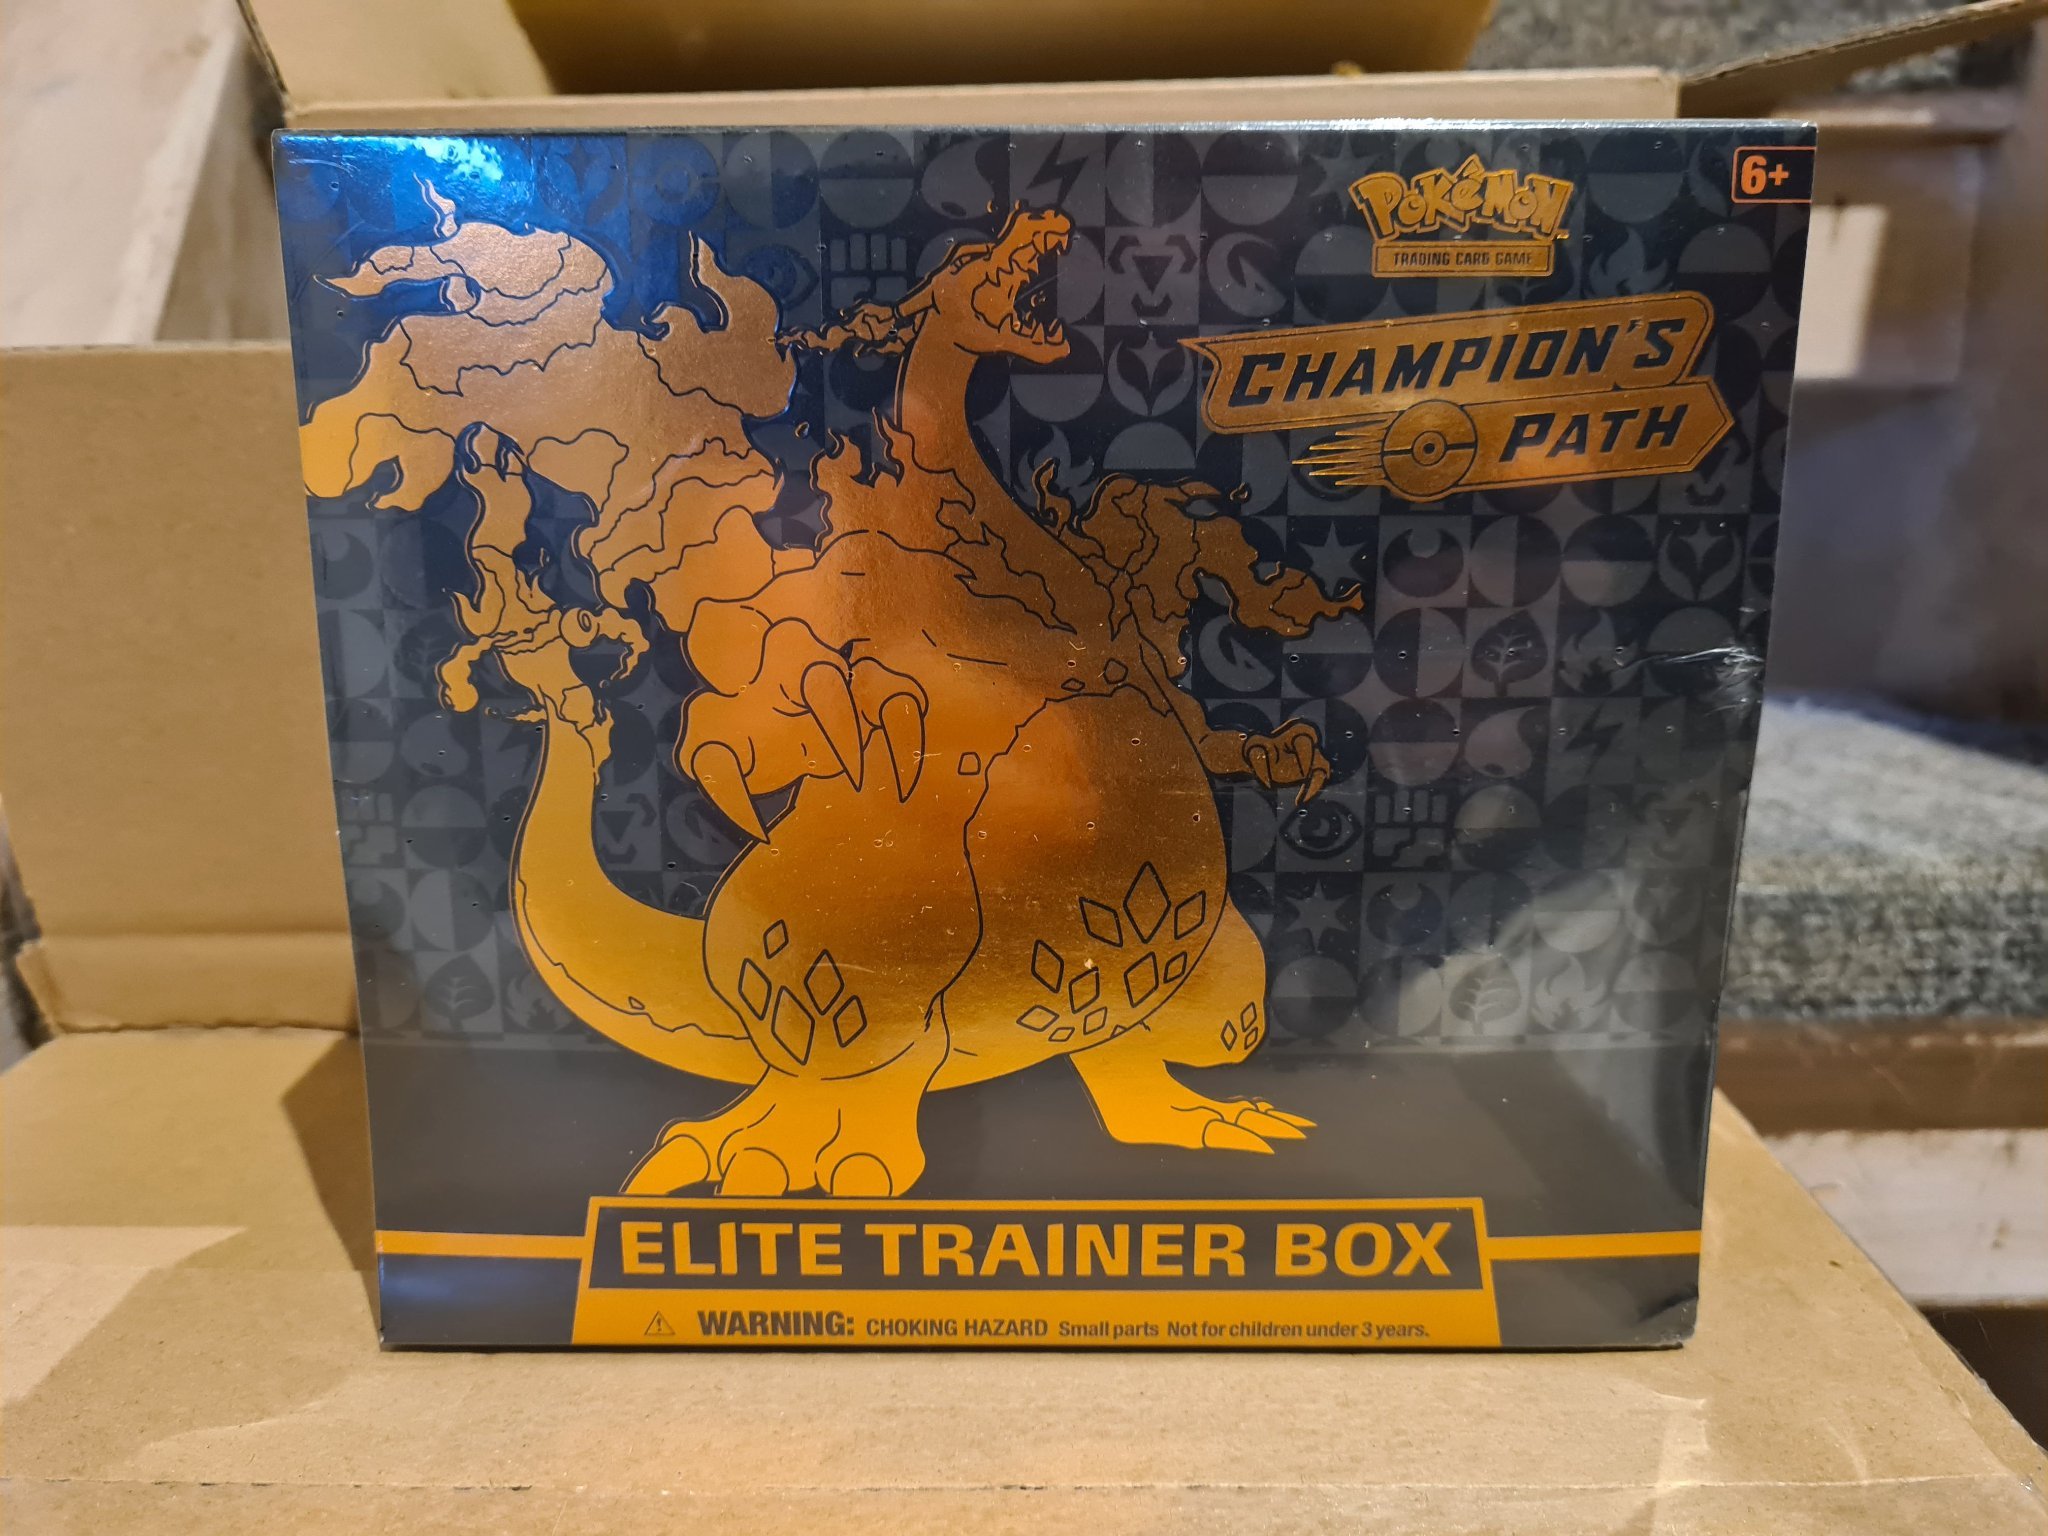 6+
POKéMON
TRADING CARD GAME
CHAMPION'S
PATH
ELITE TRAINER BOX
WARNING: CHOKING HAZARD Small parts Not for children under 3 years.